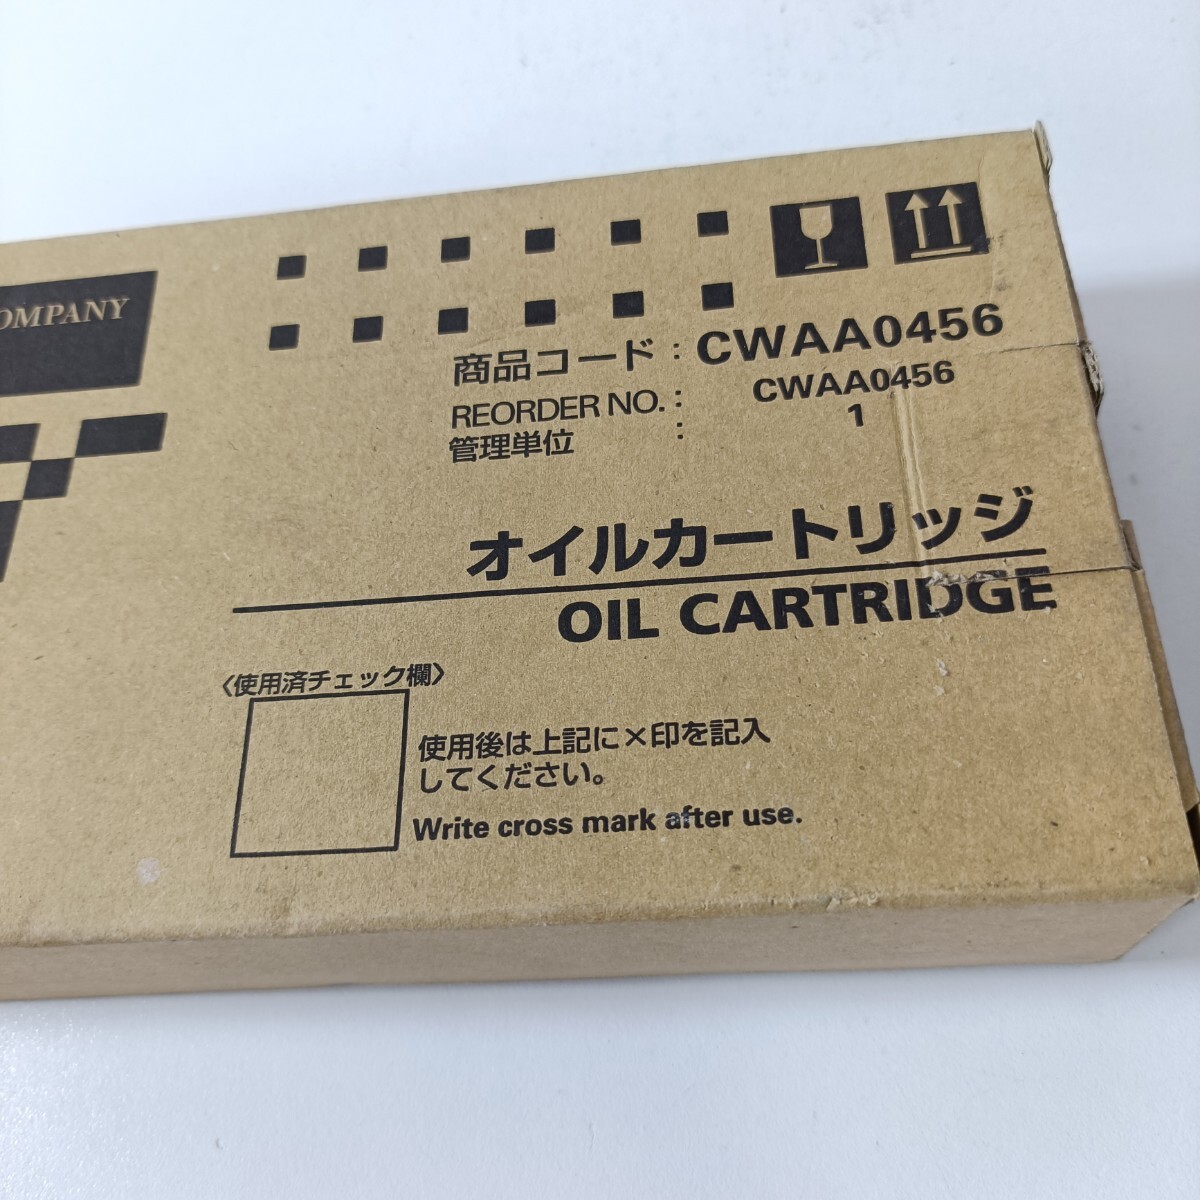 OMPANY
商品コード : CWAA0456
REORDER NO. : CWAA0456
管理単位 : 1
オイルカートリッジ
OIL CARTRIDGE
〈使用済チェック欄〉
使用後は上記に×印を記入
してください。
Write cross mark after use.